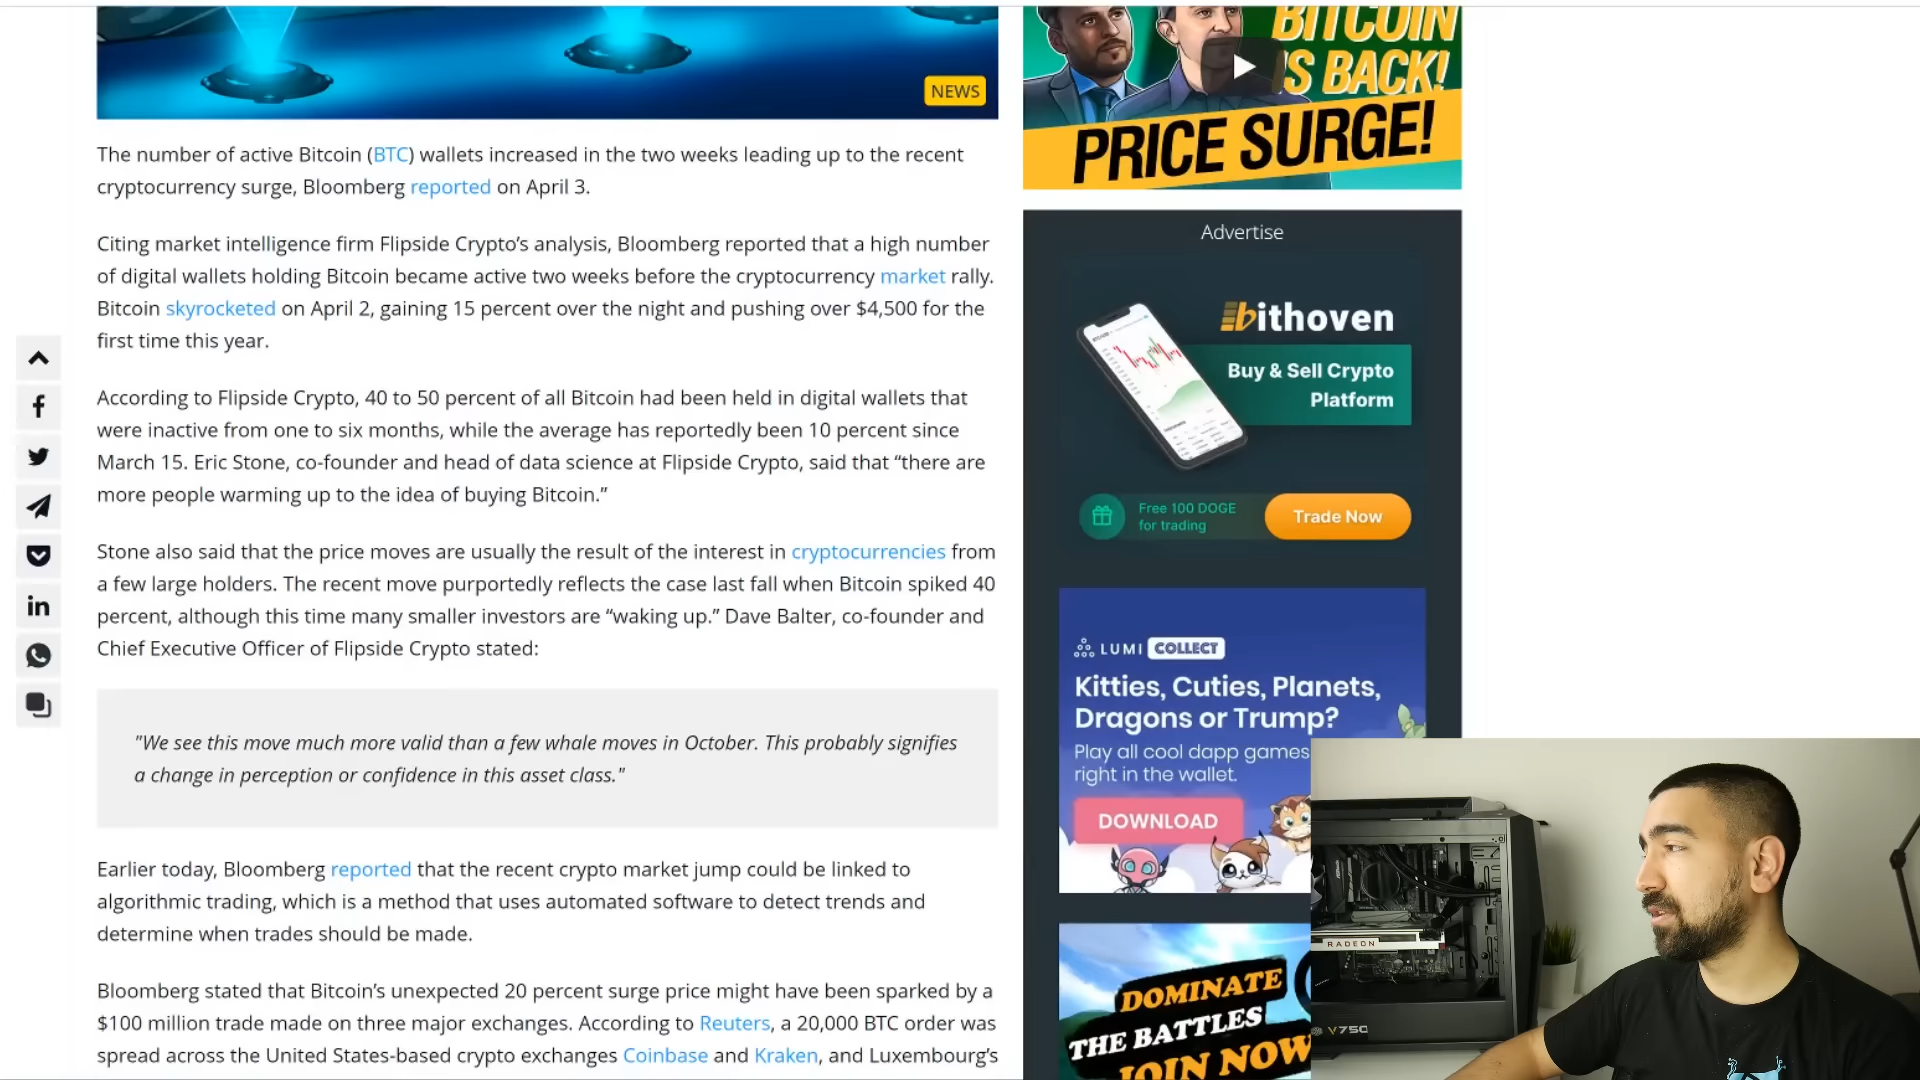 NEWS
The number of active Bitcoin (BTC) wallets increased in the two weeks leading up to the recent
cryptocurrency surge, Bloomberg reported on April 3.
Citing market intelligence firm Flipside Crypto’s analysis, Bloomberg reported that a high number
of digital wallets holding Bitcoin became active two weeks before the cryptocurrency market rally.
Bitcoin skyrocketed on April 2, gaining 15 percent over the night and pushing over $4,500 for the
first time this year.
According to Flipside Crypto, 40 to 50 percent of all Bitcoin had been held in digital wallets that
were inactive from one to six months, while the average has reportedly been 10 percent since
March 15. Eric Stone, co-founder and head of data science at Flipside Crypto, said that “there are
more people warming up to the idea of buying Bitcoin.”
Stone also said that the price moves are usually the result of the interest in cryptocurrencies from
a few large holders. The recent move purportedly reflects the case last fall when Bitcoin spiked 40
percent, although this time many smaller investors are “waking up.” Dave Balter, co-founder and
Chief Executive Officer of Flipside Crypto stated:
"We see this move much more valid than a few whale moves in October. This probably signifies
a change in perception or confidence in this asset class."
Earlier today, Bloomberg reported that the recent crypto market jump could be linked to
algorithmic trading, which is a method that uses automated software to detect trends and
determine when trades should be made.
Bloomberg stated that Bitcoin’s unexpected 20 percent surge price might have been sparked by a
$100 million trade made on three major exchanges. According to Reuters, a 20,000 BTC order was
spread across the United States-based crypto exchanges Coinbase and Kraken, and Luxembourg’s
BITCOIN
IS BACK!
PRICE SURGE!
Advertise
bithoven
Buy & Sell Crypto
Platform
Free 100 DOGE
for trading
Trade Now
LUMI COLLECT
Kitties, Cuties, Planets,
Dragons or Trump?
Play all cool dapp games
right in the wallet.
DOWNLOAD
DOMINATE
THE BATTLES
JOIN NOW
RADEON
V750